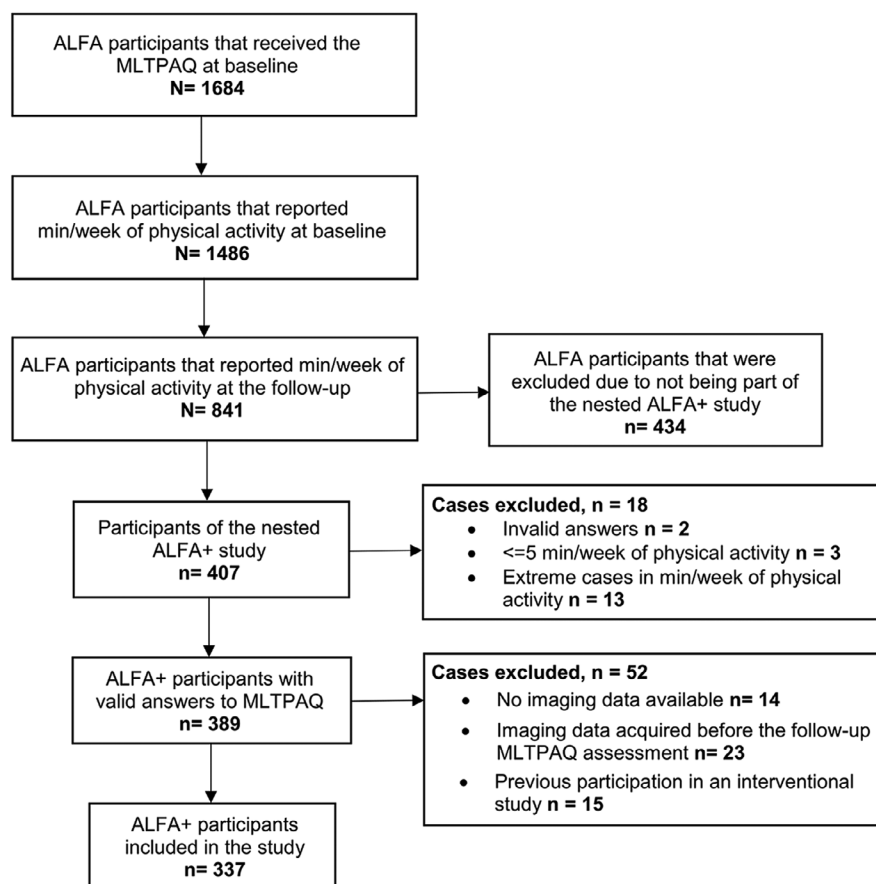 ALFA participants that received the
MLTPAQ at baseline
N= 1684
ALFA participants that reported
min/week of physical activity at baseline
N= 1486
ALFA participants that reported min/week of
physical activity at the follow-up
N= 841
ALFA participants that were
excluded due to not being part of
the nested ALFA+ study
n= 434
Participants of the nested
ALFA+ study
n= 407
Cases excluded, n = 18
• Invalid answers n = 2
• <=5 min/week of physical activity n = 3
• Extreme cases in min/week of physical
activity n = 13
ALFA+ participants with
valid answers to MLTPAQ
n= 389
Cases excluded, n = 52
• No imaging data available n= 14
• Imaging data acquired before the follow-up
MLTPAQ assessment n= 23
• Previous participation in an interventional
study n = 15
ALFA+ participants
included in the study
n= 337